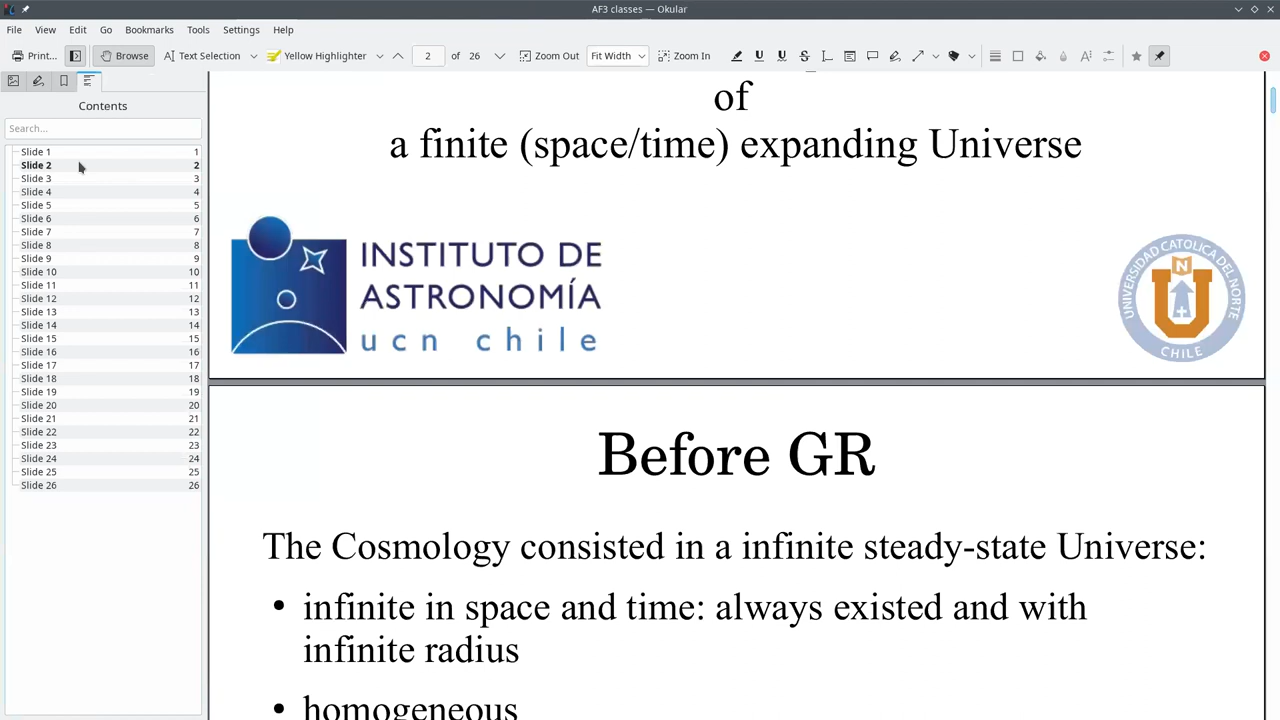 AF3 classes — Okular
File View Edit Go Bookmarks Tools Settings Help
Print... Browse Text Selection Yellow Highlighter 2 of 26 Zoom Out Fit Width Zoom In
Contents
Search...
Slide 1 1
Slide 2 2
Slide 3 3
Slide 4 4
Slide 5 5
Slide 6 6
Slide 7 7
Slide 8 8
Slide 9 9
Slide 10 10
Slide 11 11
Slide 12 12
Slide 13 13
Slide 14 14
Slide 15 15
Slide 16 16
Slide 17 17
Slide 18 18
Slide 19 19
Slide 20 20
Slide 21 21
Slide 22 22
Slide 23 23
Slide 24 24
Slide 25 25
Slide 26 26
of
a finite (space/time) expanding Universe
INSTITUTO DE
ASTRONOMÍA
ucn chile
UNIVERSIDAD CATOLICA DEL NORTE
N
CHILE
Before GR
The Cosmology consisted in a infinite steady-state Universe:
• infinite in space and time: always existed and with
infinite radius
• homogeneous